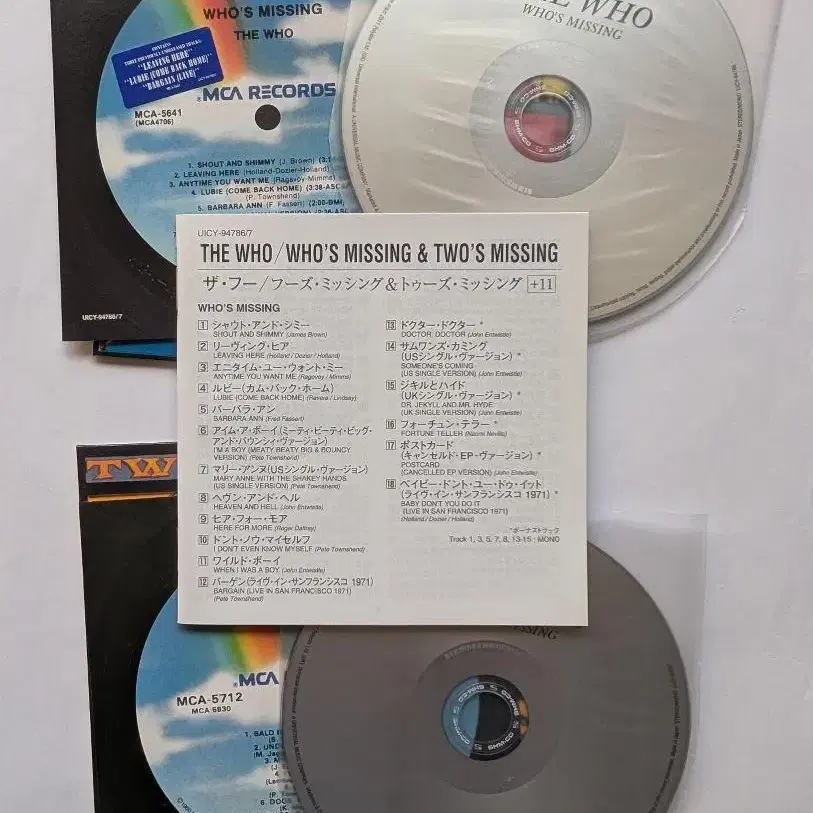 WHO'S MISSING
THE WHO
"LEAVING HERE"
"LUBIE (COME BACK HOME)"
"BARGAIN (LIVE)"
MCA RECORDS
MCA-5641
(MCA4706)
1. SHOUT AND SHIMMY (J. Brown)
2. LEAVING HERE (Holland-Dozier-Holland)
3. ANYTIME YOU WANT ME (Ragavoy-Mimms)
4. LUBIE (COME BACK HOME) (3:38-ASC
(P. Townshend)
5. BARBARA ANN (F. Fassert) (2:00-BMI
UICY-94786/7
THE WHO
WHO'S MISSING
UICY-94786/7
THE WHO/WHO'S MISSING & TWO'S MISSING
ザ・フー/フーズ・ミッシング&トゥーズ・ミッシング +11
WHO'S MISSING
1 シャウト・アンド・シミー
SHOUT AND SHIMMY (James Brown)
2 リーヴィング・ヒア
LEAVING HERE (Holland / Dozier / Holland)
3 エニタイム・ユー・ウォント・ミー
ANYTIME YOU WANT ME (Ragovoy / Mimms)
4 ルビー(カム・バック・ホーム)
LUBIE (COME BACK HOME) (Revere / Lindsay)
5 バーバラ・アン
BARBARA ANN (Fred Fassert)
6 アイム・ア・ボーイ(ミーティ・ビーティ・ビッグ・
アンド・バウンシィ・ヴァージョン)
I'M A BOY (MEATY BEATY BIG & BOUNCY
VERSION) (Pete Townshend)
7 マリー・アンヌ(USシングル・ヴァージョン)
MARY ANNE WITH THE SHAKEY HANDS
(US SINGLE VERSION) (Pete Townshend)
8 ヘヴン・アンド・ヘル
HEAVEN AND HELL (John Entwistle)
9 ヒア・フォー・モア
HERE FOR MORE (Roger Daltrey)
10 ドント・ノウ・マイセルフ
I DON'T EVEN KNOW MYSELF (Pete Townshend)
11 ワイルド・ボーイ
WHEN I WAS A BOY (John Entwistle)
12 バーゲン(ライヴ・イン・サンフランシスコ 1971)
BARGAIN (LIVE IN SAN FRANCISCO 1971)
(Pete Townshend)
13 ドクター・ドクター *
DOCTOR, DOCTOR (John Entwistle)
14 サムワンズ・カミング
(USシングル・ヴァージョン) *
SOMEONE'S COMING
(US SINGLE VERSION) (John Entwistle)
15 ジキルとハイド
(UKシングル・ヴァージョン) *
DR. JEKYLL AND MR. HYDE
(UK SINGLE VERSION) (John Entwistle)
16 フォーチュン・テラー *
FORTUNE TELLER (Naomi Neville)
17 ポストカード
(キャンセルド・EP・ヴァージョン) *
POSTCARD
(CANCELLED EP VERSION) (John Entwistle)
18 ベイビー・ドント・ユー・ドゥ・イット
(ライヴ・イン・サンフランシスコ 1971) *
BABY DON'T YOU DO IT
(LIVE IN SAN FRANCISCO 1971)
(Holland / Dozier / Holland)
*ボーナストラック
Track 1, 3, 5, 7, 8, 13-15 : MONO
TW
MCA
MCA-5712
1. BALD
2. UND
MISSING